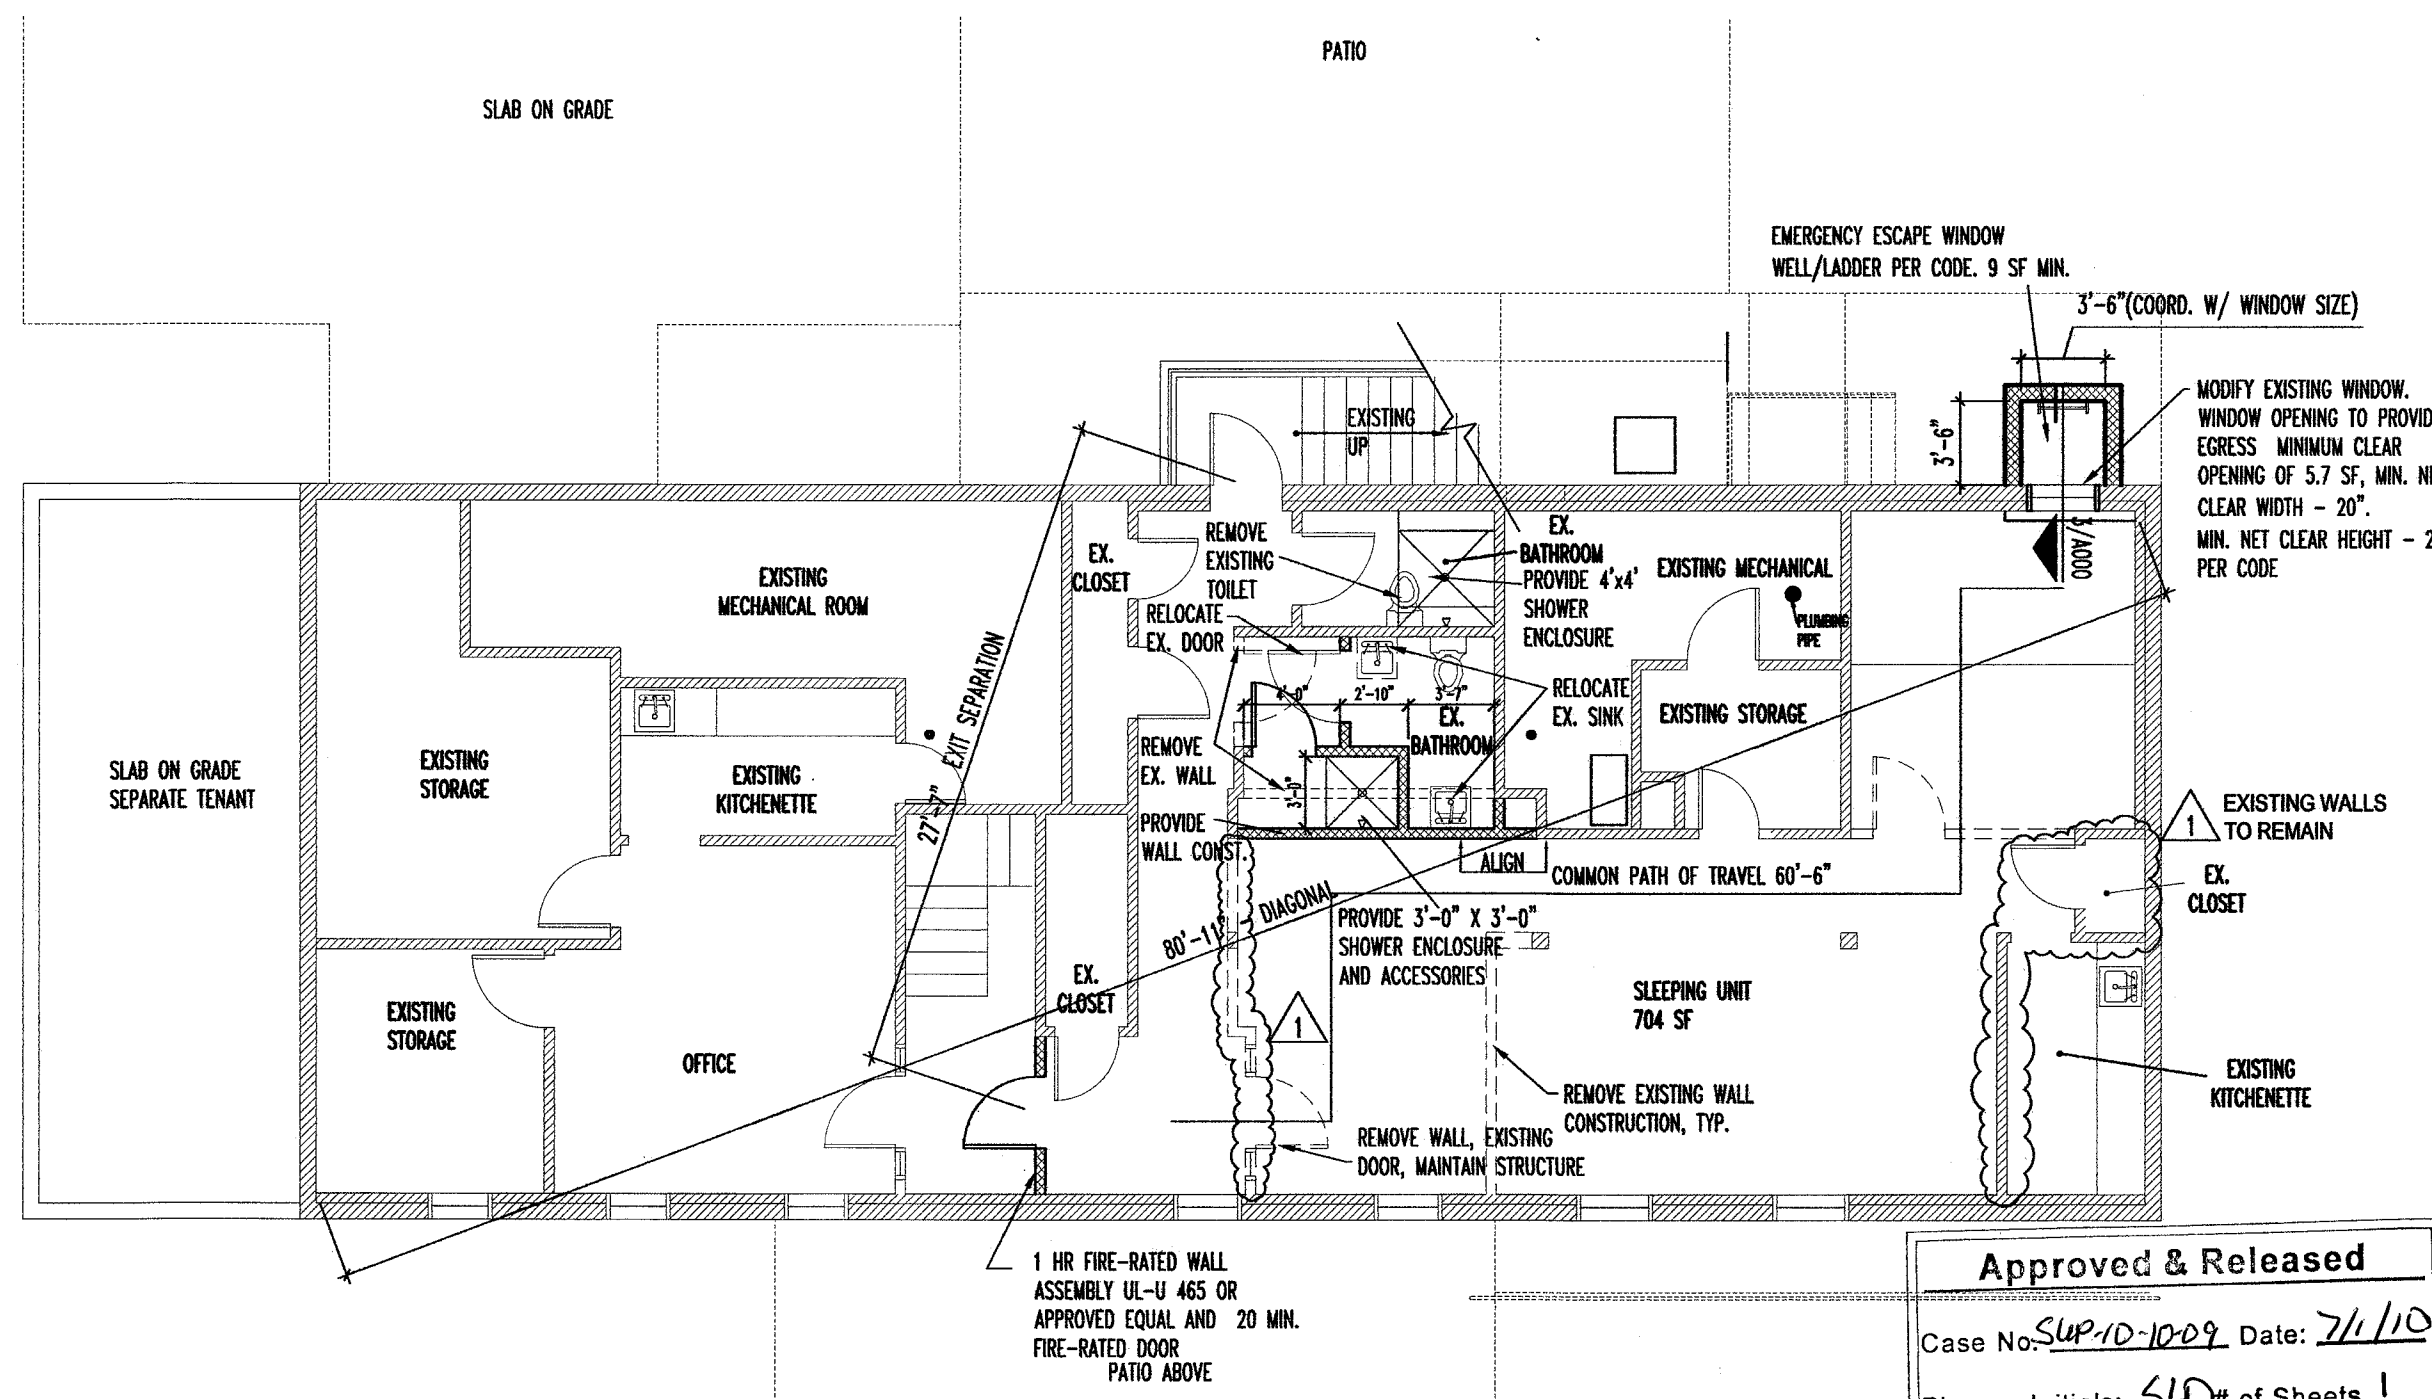 PATIO
SLAB ON GRADE
EMERGENCY ESCAPE WINDOW
WELL/LADDER PER CODE. 9 SF MIN.
3'-6"(COORD. W/ WINDOW SIZE)
MODIFY EXISTING WINDOW.
WINDOW OPENING TO PROVID
EGRESS MINIMUM CLEAR
OPENING OF 5.7 SF, MIN. N
CLEAR WIDTH - 20".
MIN. NET CLEAR HEIGHT - 2
PER CODE
3'-6"
3/A000
EXISTING
UP
EX.
CLOSET
REMOVE
EXISTING
TOILET
EX.
BATHROOM
PROVIDE 4'x4'
SHOWER
ENCLOSURE
EXISTING MECHANICAL
PLUMBING
PIPE
EXISTING
MECHANICAL ROOM
RELOCATE
EX. DOOR
27'-7" EXIT SEPARATION
4'-0"
2'-10"
3'-7"
RELOCATE
EX. SINK
EX.
BATHROOM
EXISTING STORAGE
REMOVE
EX. WALL
3'-0"
PROVIDE
WALL CONST.
SLAB ON GRADE
SEPARATE TENANT
EXISTING
STORAGE
EXISTING
KITCHENETTE
1
EXISTING WALLS
TO REMAIN
ALIGN
COMMON PATH OF TRAVEL 60'-6"
EX.
CLOSET
80'-11" DIAGONAL
PROVIDE 3'-0" X 3'-0"
SHOWER ENCLOSURE
AND ACCESSORIES
EX.
CLOSET
1
SLEEPING UNIT
704 SF
EXISTING
STORAGE
OFFICE
EXISTING
KITCHENETTE
REMOVE EXISTING WALL
CONSTRUCTION, TYP.
REMOVE WALL, EXISTING
DOOR, MAINTAIN STRUCTURE
1 HR FIRE-RATED WALL
ASSEMBLY UL-U 465 OR
APPROVED EQUAL AND 20 MIN.
FIRE-RATED DOOR
PATIO ABOVE
Approved & Released
Case No. SUP-10-10-09 Date: 7/1/10
# of Sheets 1